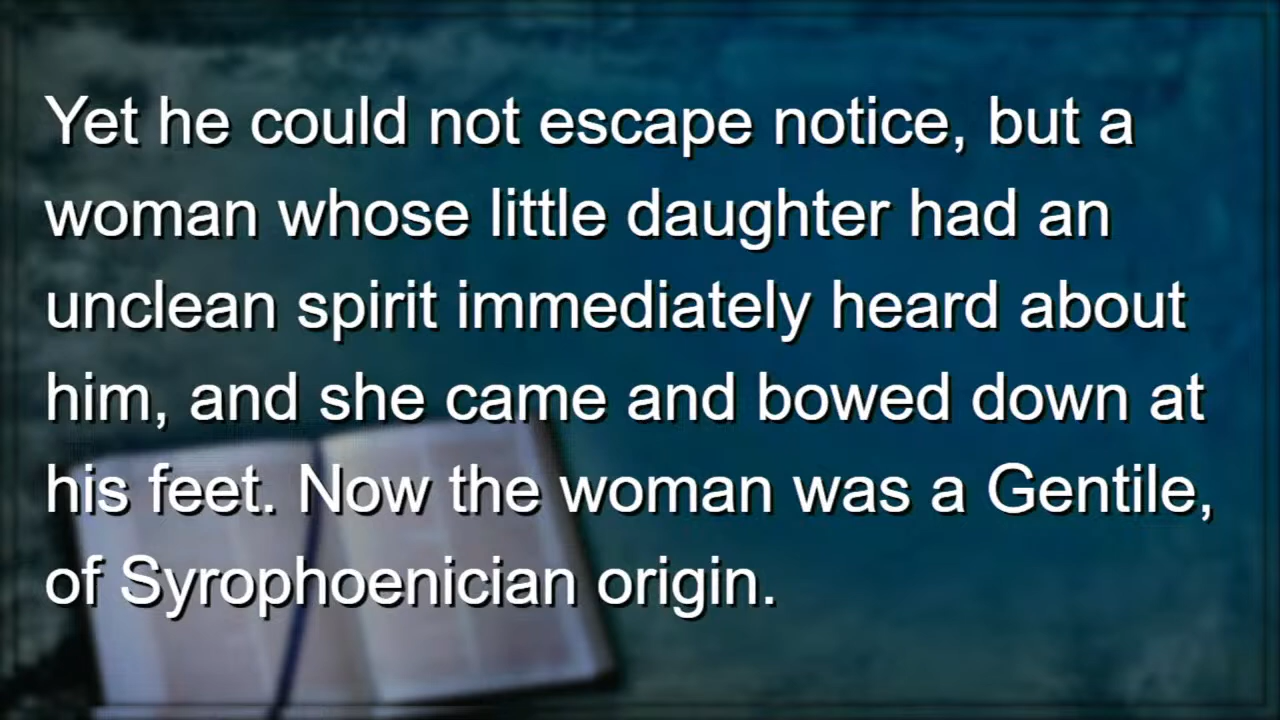 Yet he could not escape notice, but a
woman whose little daughter had an
unclean spirit immediately heard about
him, and she came and bowed down at
his feet. Now the woman was a Gentile,
of Syrophoenician origin.